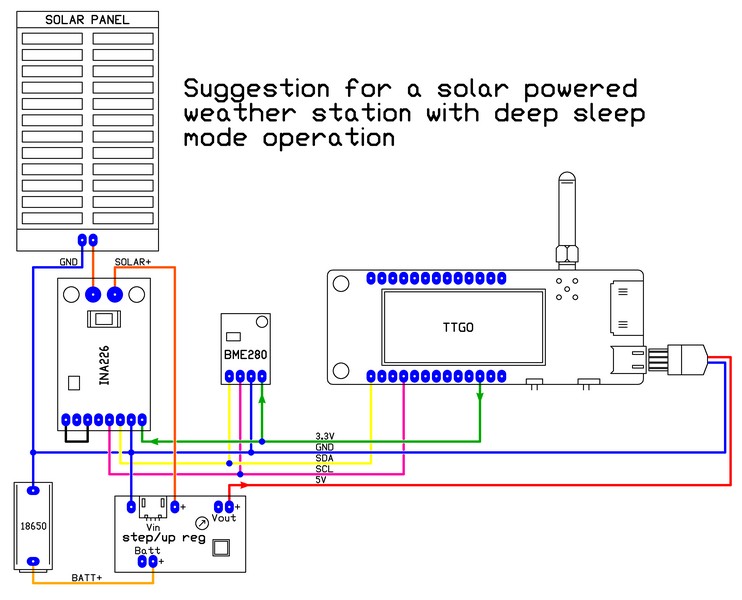 SOLAR PANEL
Suggestion for a solar powered
weather station with deep sleep
mode operation
GND
SOLAR+
INA226
BME280
TTGO
3.3V
GND
SDA
SCL
5V
18650
+
+
Vin
Vout
step/up reg
Batt
+
BATT+